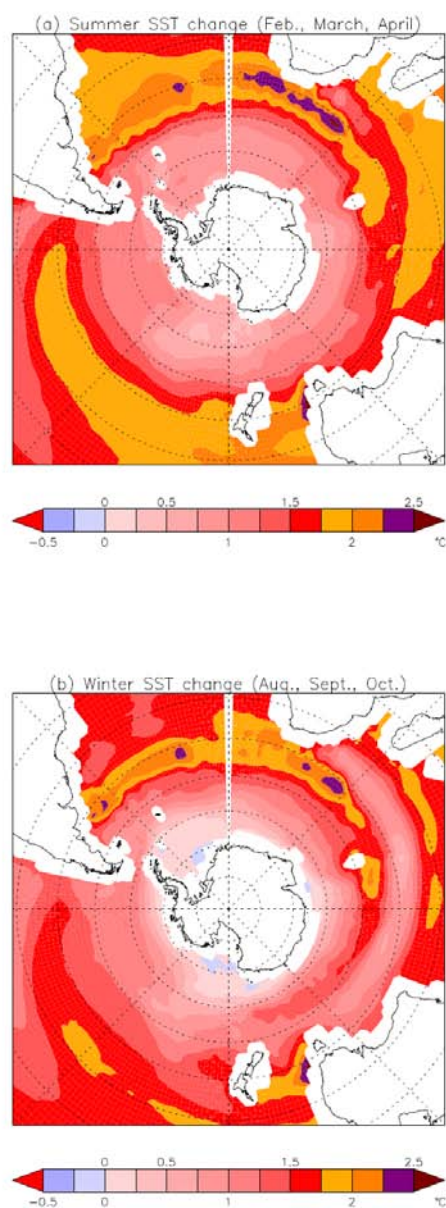 (a) Summer SST change (Feb., March, April)
0 0.5 1.5 2.5
−0.5 0 1 2 °C
(b) Winter SST change (Aug., Sept., Oct.)
0 0.5 1.5 2.5
−0.5 0 1 2 °C